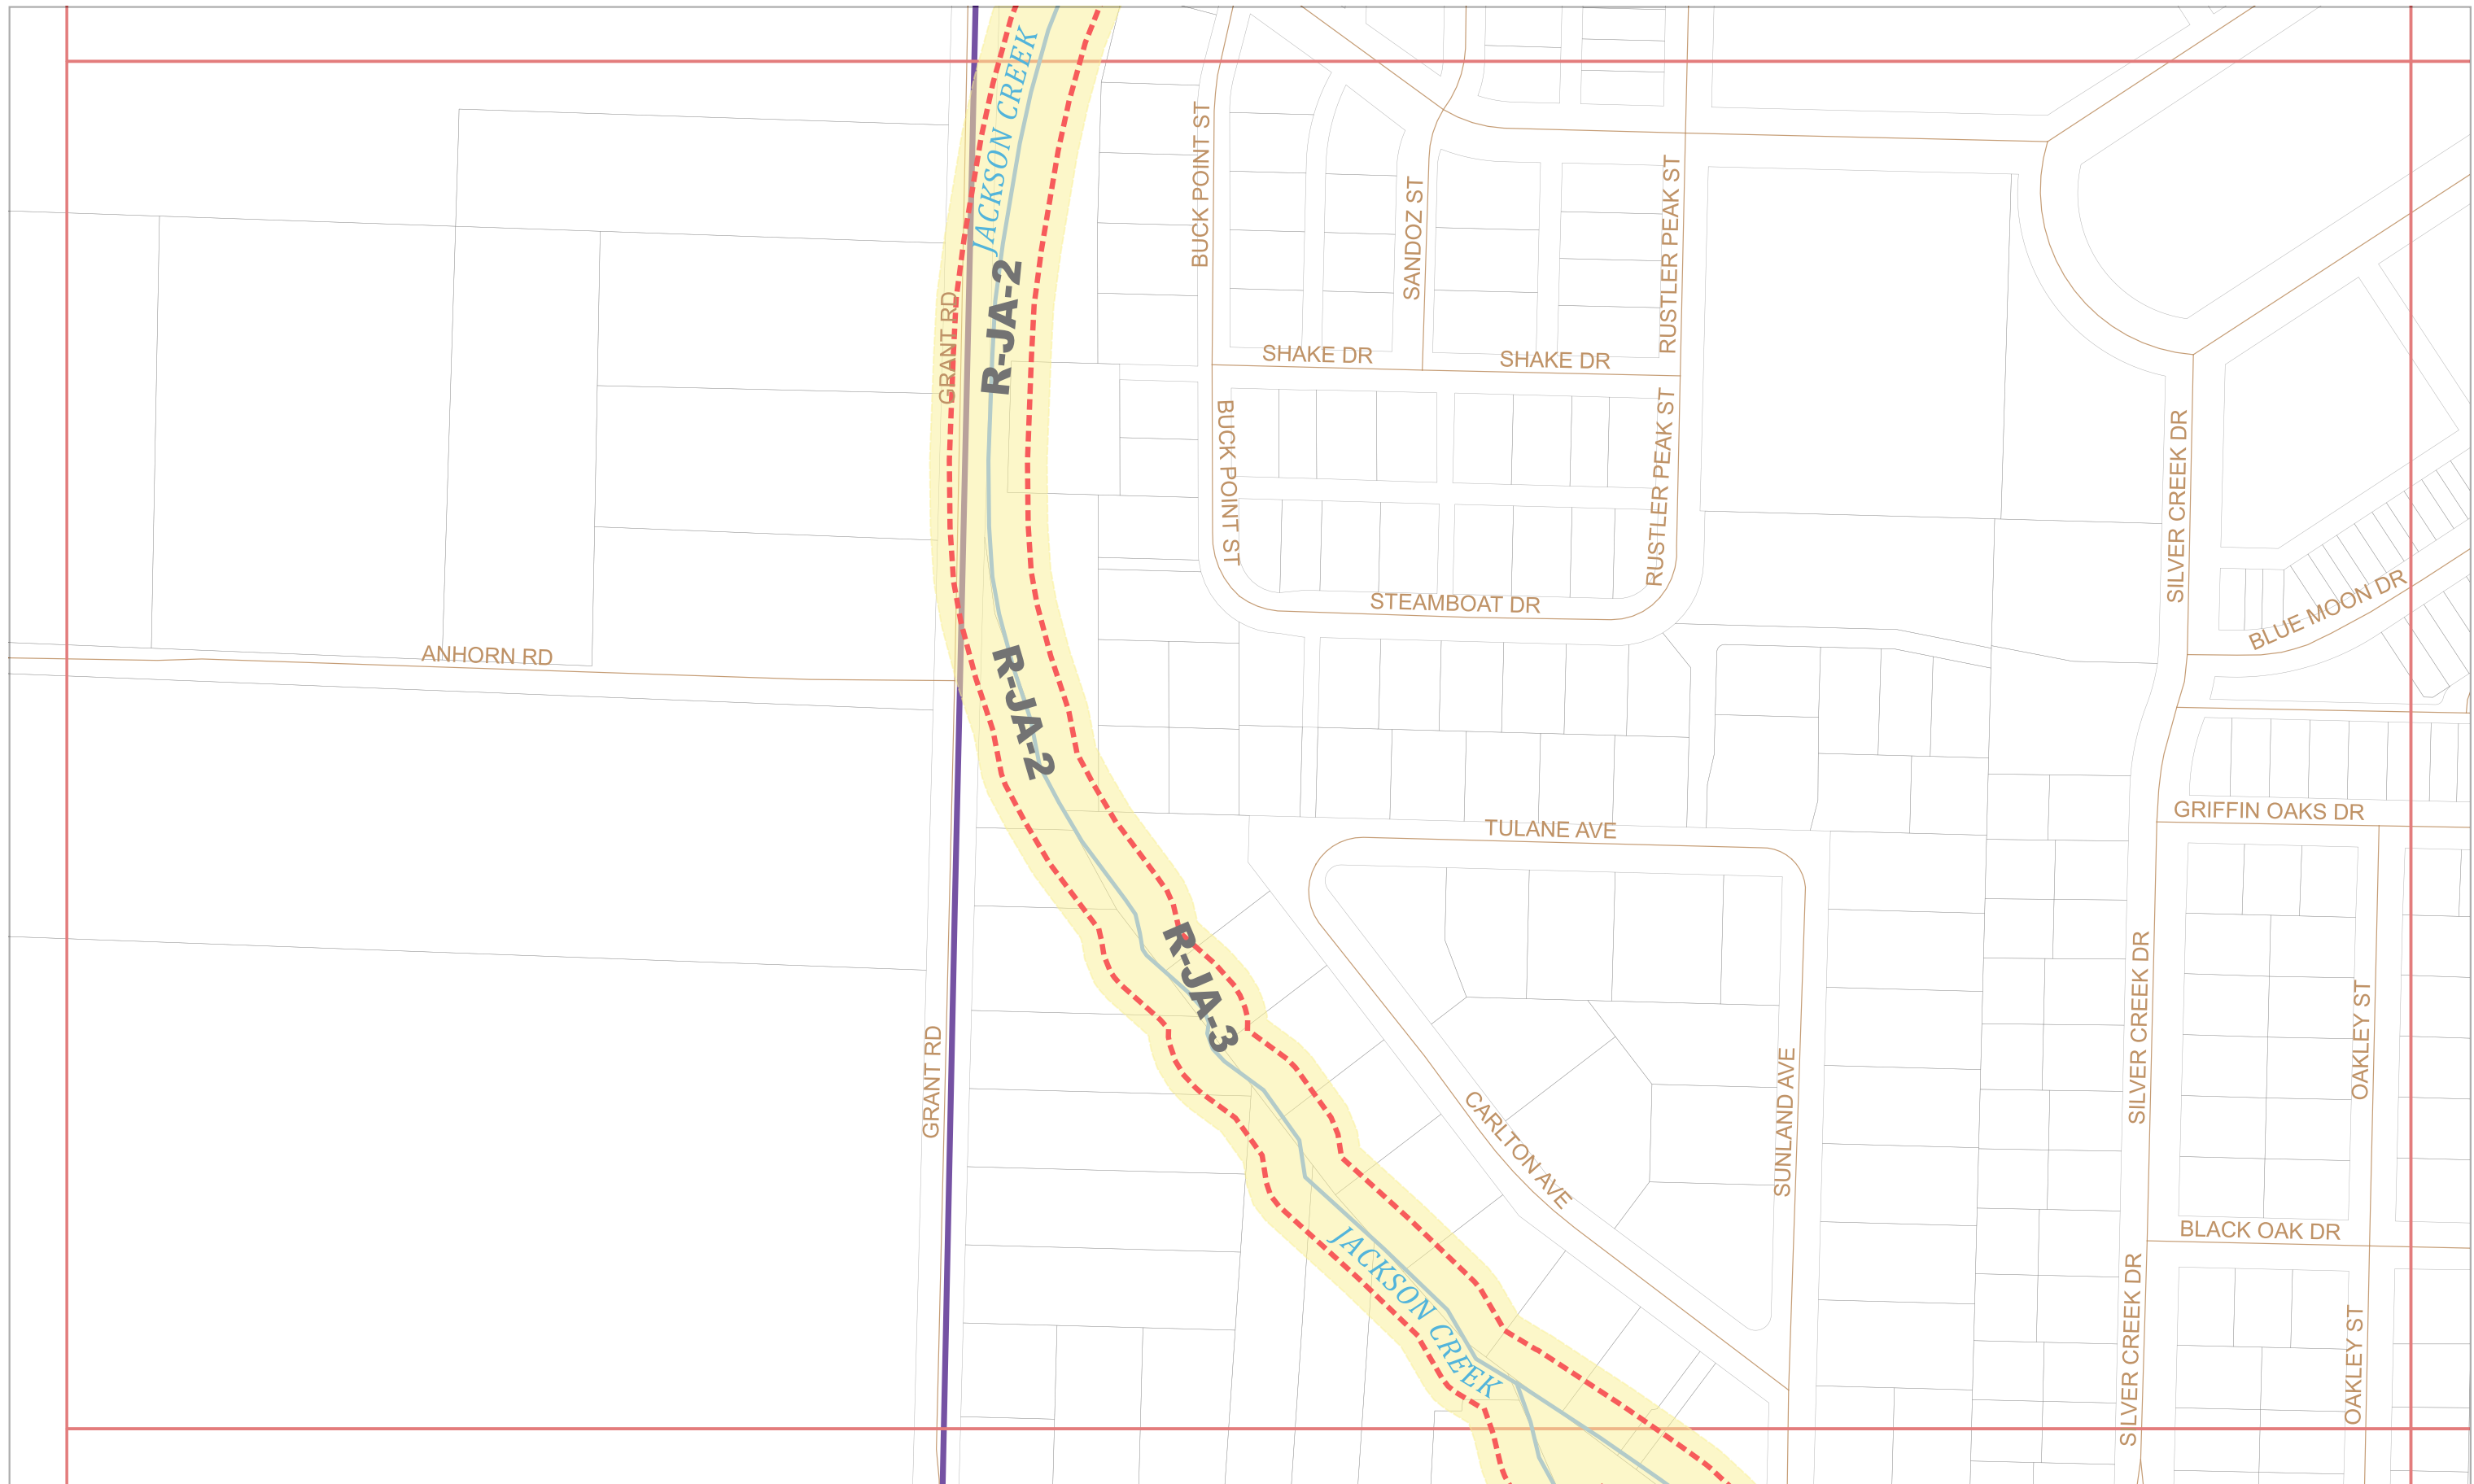 JACKSON CREEK
BUCK POINT ST
SANDOZ ST
RUSTLER PEAK ST
GRANT RD
R-JA-2
SHAKE DR
SHAKE DR
BUCK POINT ST
RUSTLER PEAK ST
SILVER CREEK DR
STEAMBOAT DR
BLUE MOON DR
ANHORN RD
R-JA-2
TULANE AVE
GRIFFIN OAKS DR
R-JA-3
SILVER CREEK DR
OAKLEY ST
GRANT RD
CARLTON AVE
SUNLAND AVE
BLACK OAK DR
JACKSON CREEK
SILVER CREEK DR
OAKLEY ST